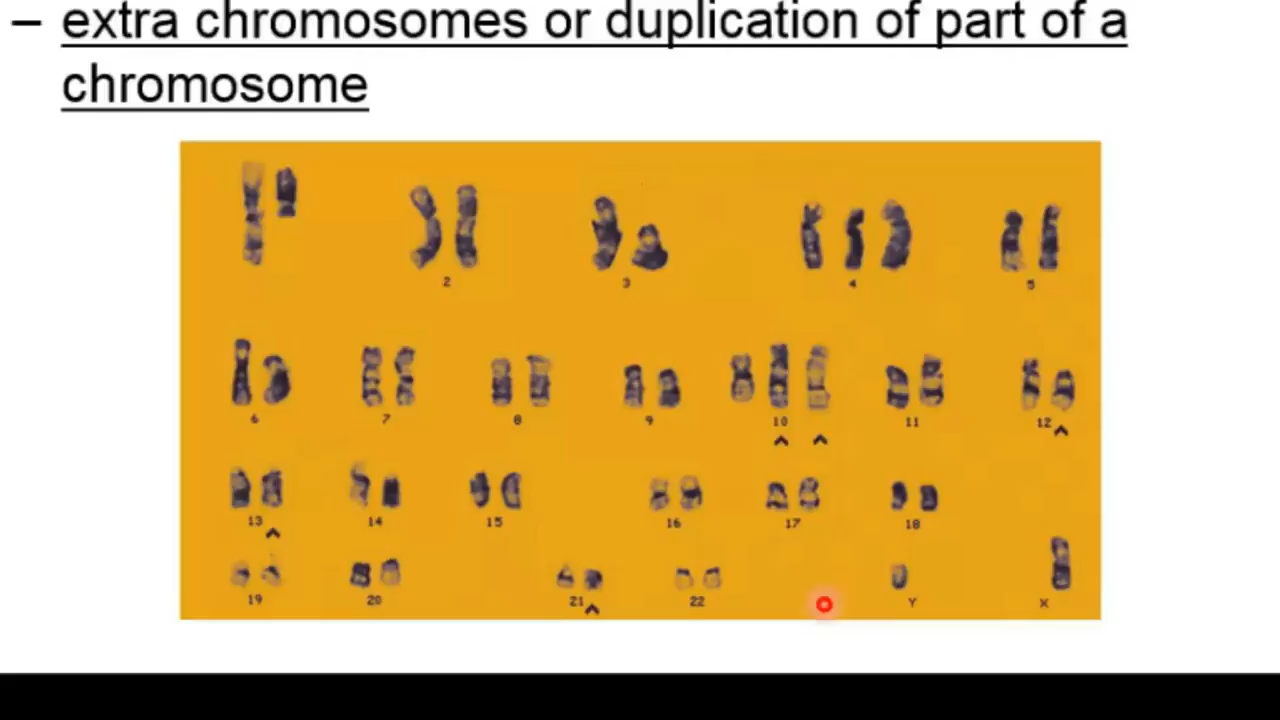 – extra chromosomes or duplication of part of a
chromosome
2 3 4 5
6 7 8 9 10 11 12
13 14 15 16 17 18
19 20 21 22 Y X